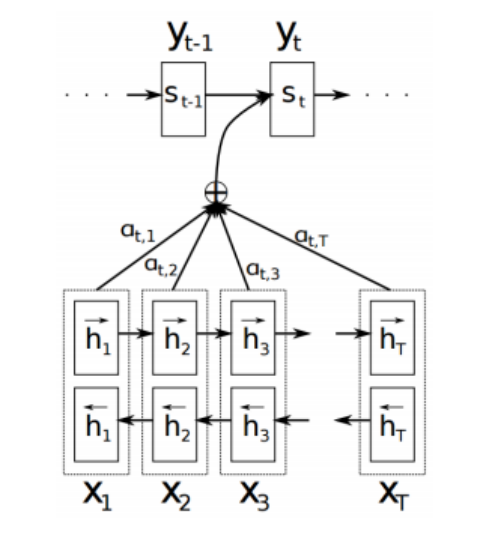 y_{t-1} y_t
. . . s_{t-1} s_t . . .
a_{t,1} a_{t,2} a_{t,3} a_{t,T}
\overrightarrow{h}_1 \overrightarrow{h}_2 \overrightarrow{h}_3 \overrightarrow{h}_T
\overleftarrow{h}_1 \overleftarrow{h}_2 \overleftarrow{h}_3 \overleftarrow{h}_T
x_1 x_2 x_3 x_T